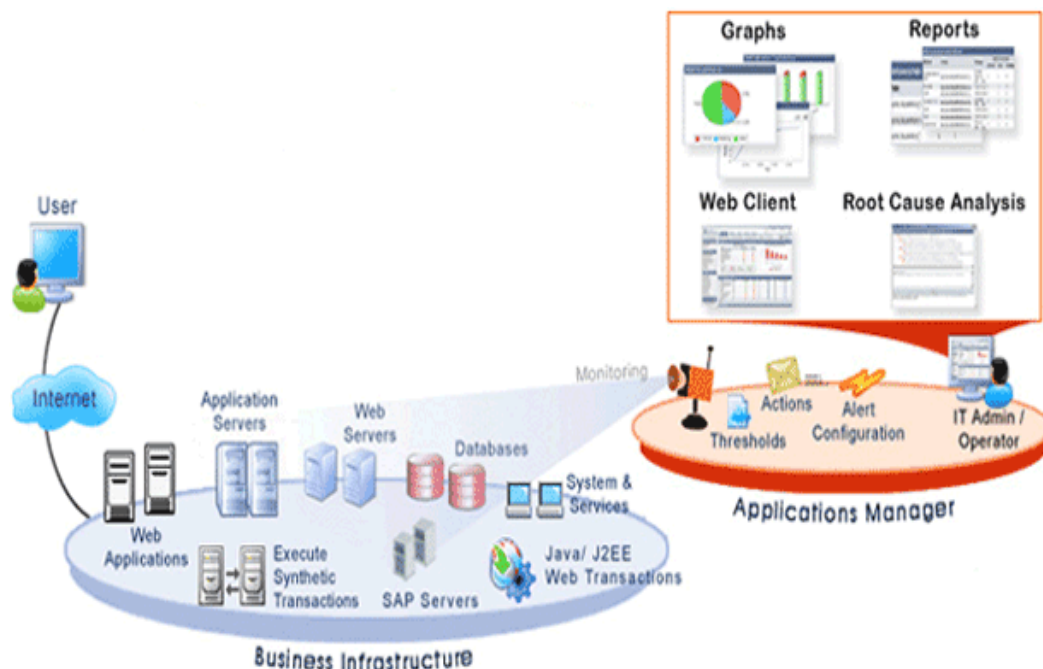 Graphs
Reports
Web Client
Root Cause Analysis
User
Internet
Monitoring
Application
Servers
Web
Servers
Databases
System &
Services
Web
Applications
Execute
Synthetic
Transactions
SAP Servers
Java/ J2EE
Web Transactions
Business Infrastructure
Actions
Thresholds
Alert
Configuration
IT Admin /
Operator
Applications Manager